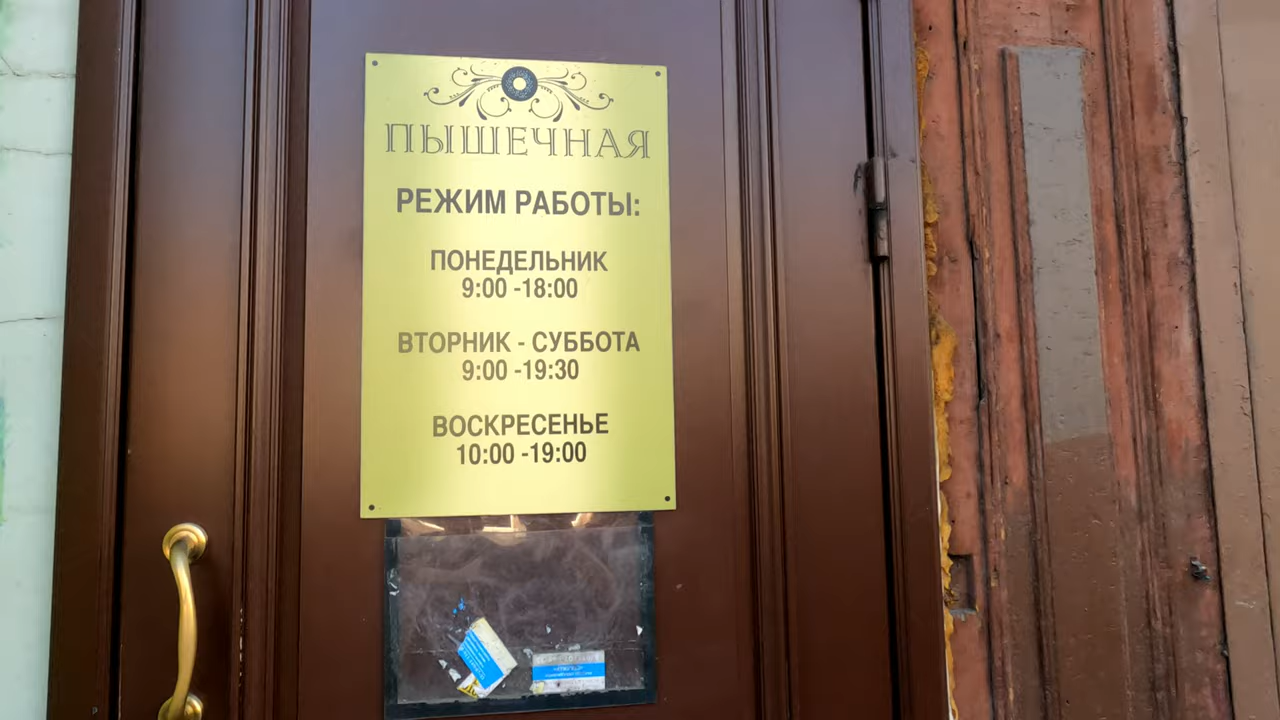 ПЫШЕЧНАЯ
РЕЖИМ РАБОТЫ:
ПОНЕДЕЛЬНИК
9:00 -18:00
ВТОРНИК - СУББОТА
9:00 -19:30
ВОСКРЕСЕНЬЕ
10:00 -19:00